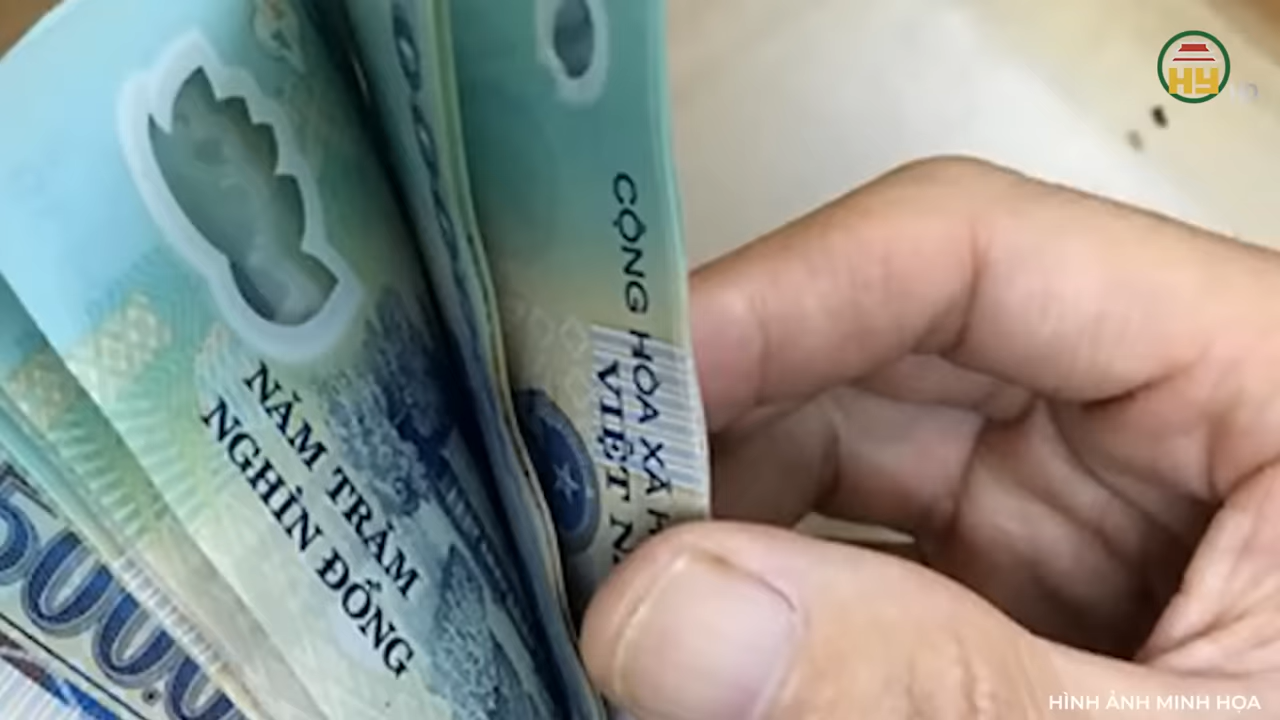 HY
CỘNG HÒA XÃ
VIỆT
NĂM TRĂM
NGHÌN ĐỒNG
HÌNH ẢNH MINH HỌA